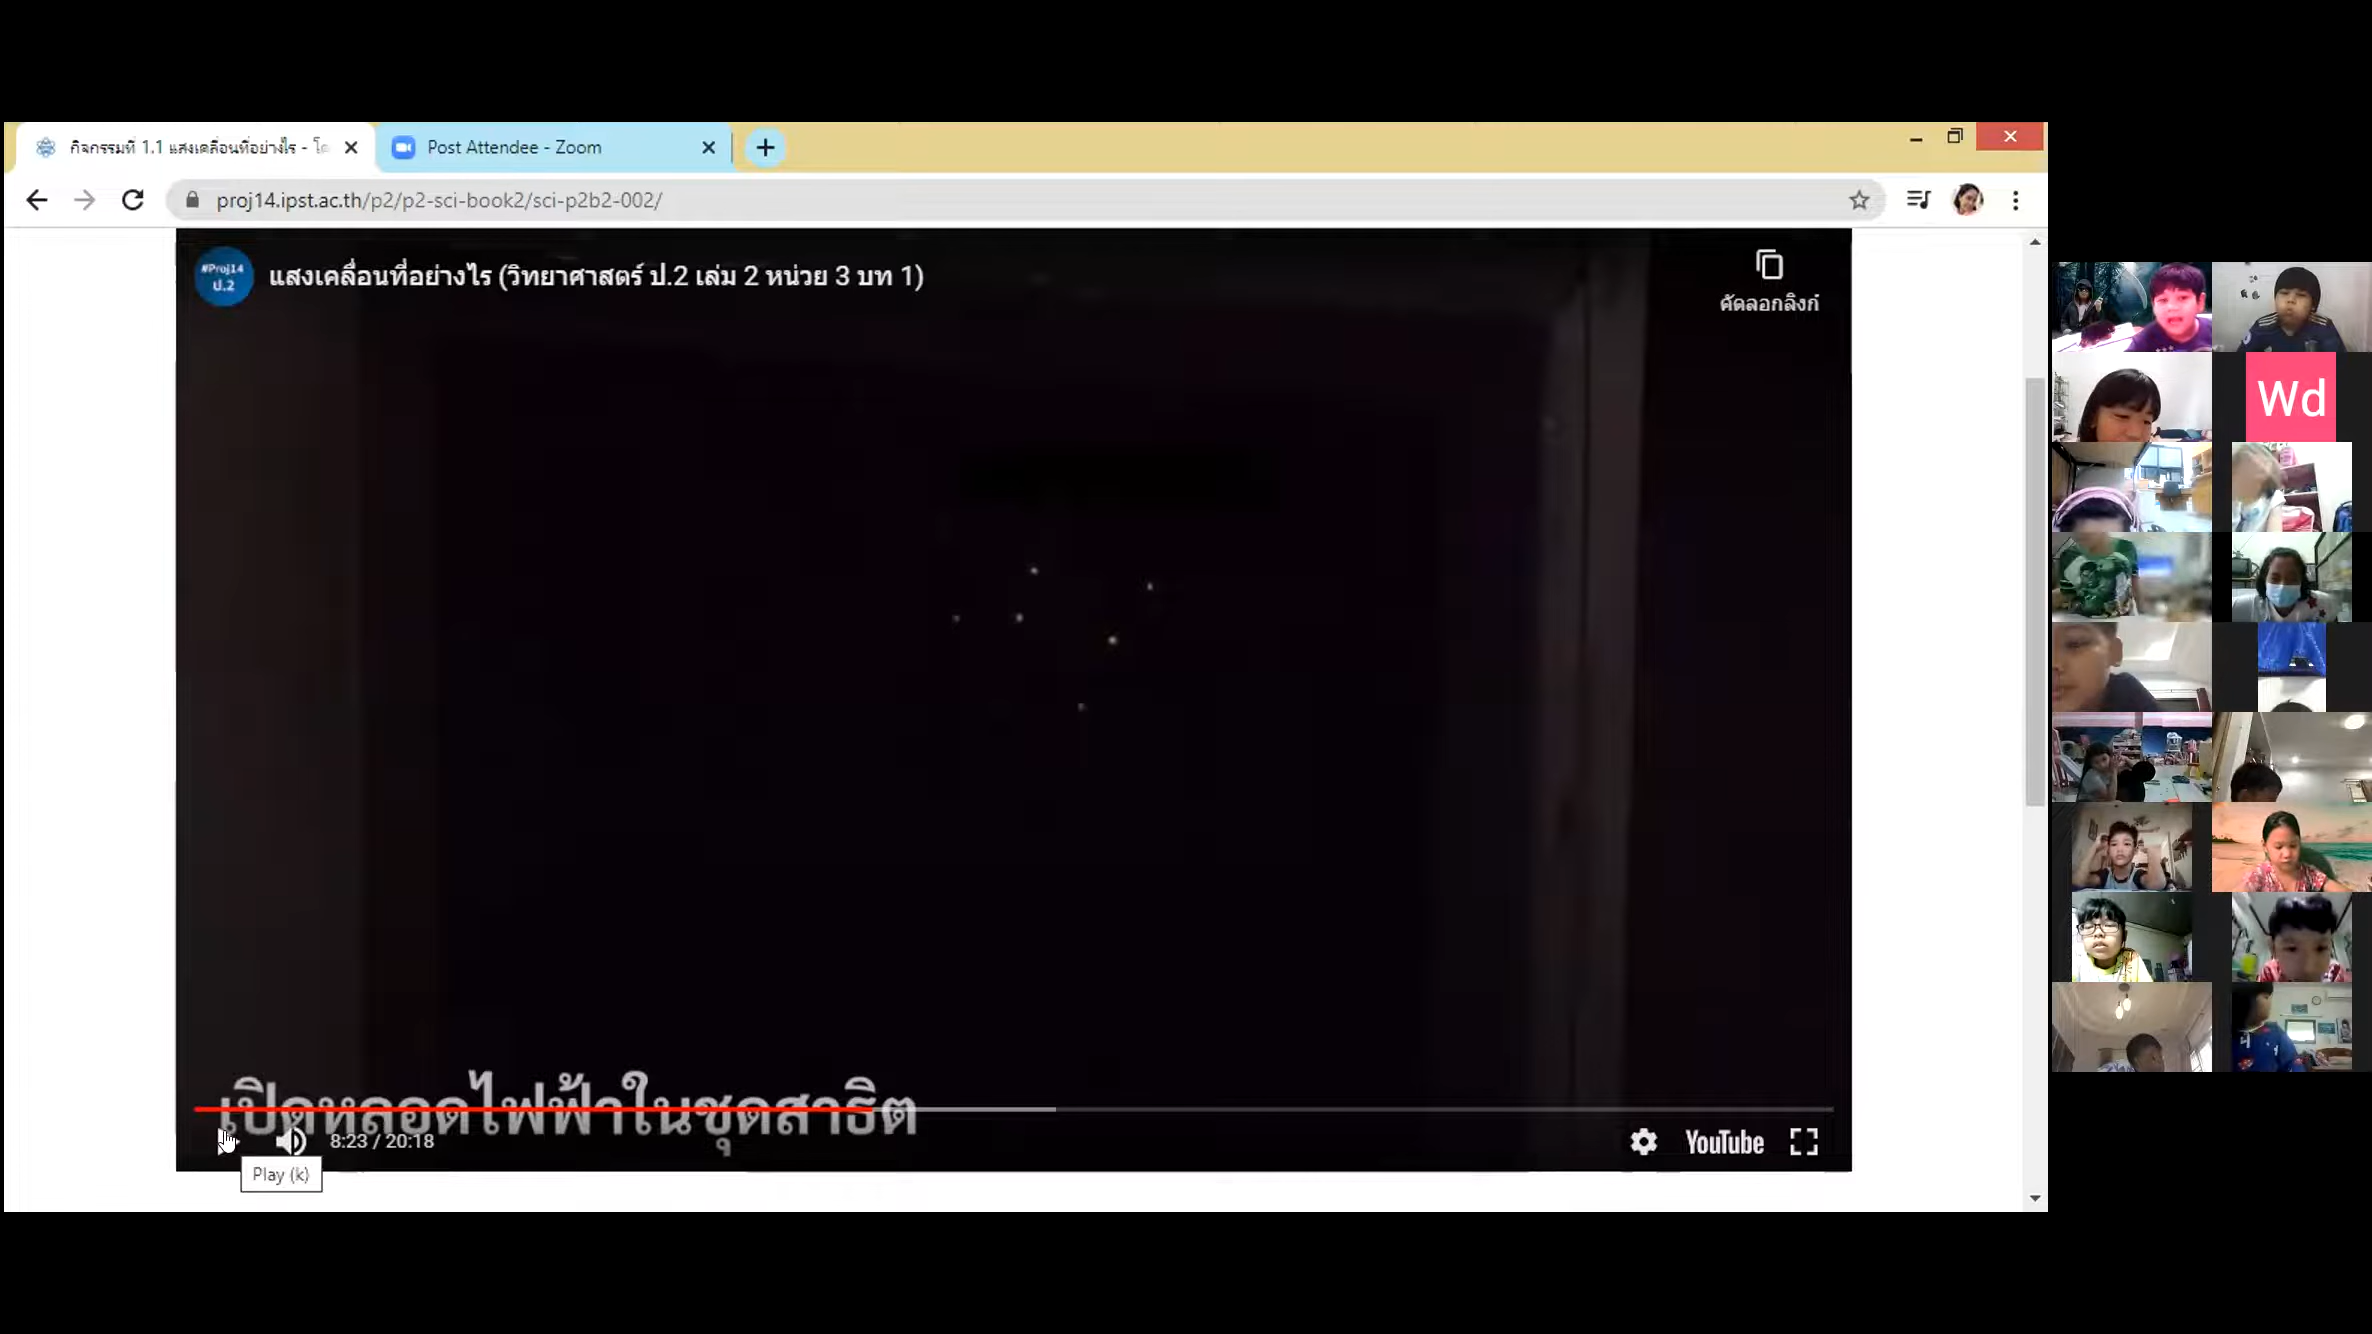 กิจกรรมที่ 1.1 แสงเคลื่อนที่อย่างไร - โด
Post Attendee - Zoom
proj14.ipst.ac.th/p2/p2-sci-book2/sci-p2b2-002/
#Proj14
ป.2
แสงเคลื่อนที่อย่างไร (วิทยาศาสตร์ ป.2 เล่ม 2 หน่วย 3 บท 1)
คัดลอกลิงก์
Wd
เปิดหลอดไฟฟ้าในชุดสาธิต
8:23 / 20:18
YouTube
Play (k)